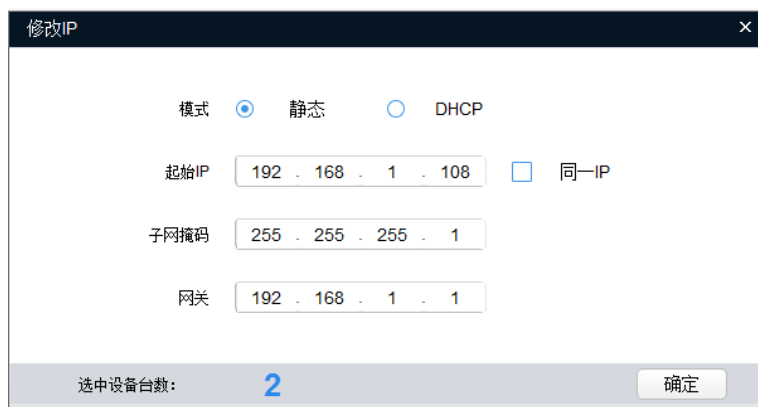 修改IP ×
模式 静态 DHCP
起始IP 192 . 168 . 1 . 108 同一IP
子网掩码 255 . 255 . 255 . 1
网关 192 . 168 . 1 . 1
选中设备台数： 2 确定